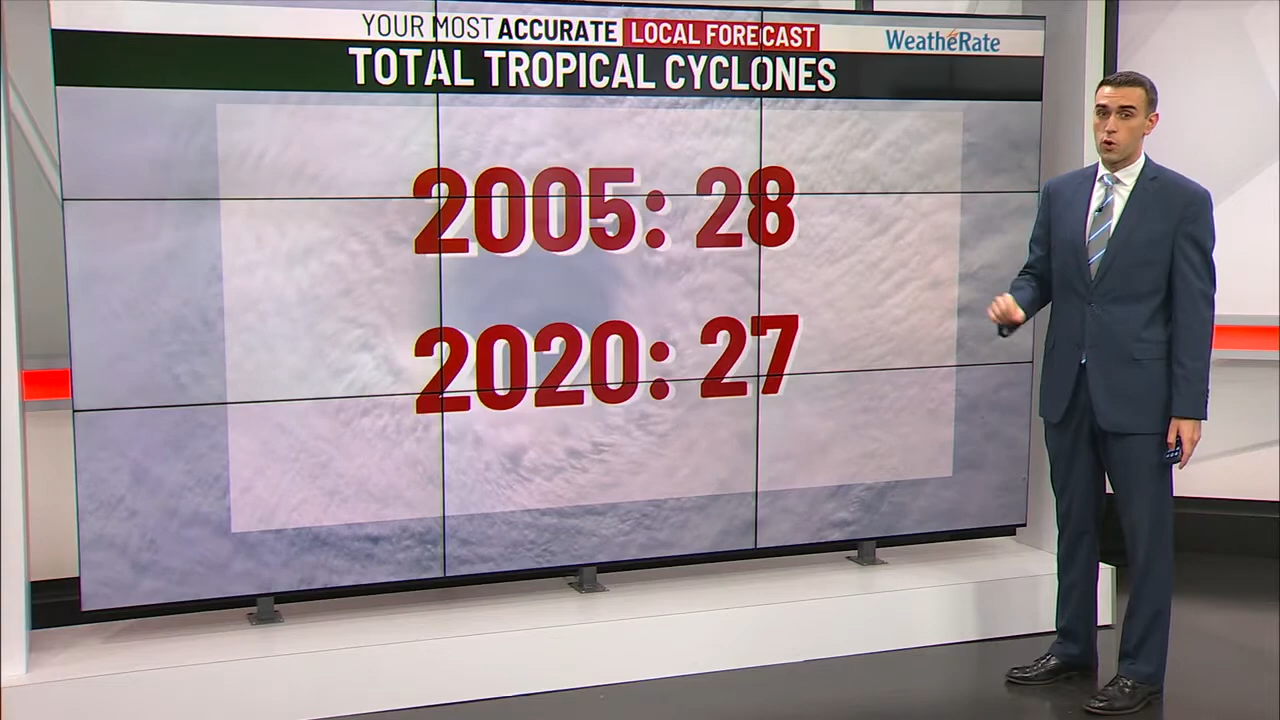 YOUR MOST ACCURATE LOCAL FORECAST
WeatheRate
TOTAL TROPICAL CYCLONES
2005: 28
2020: 27